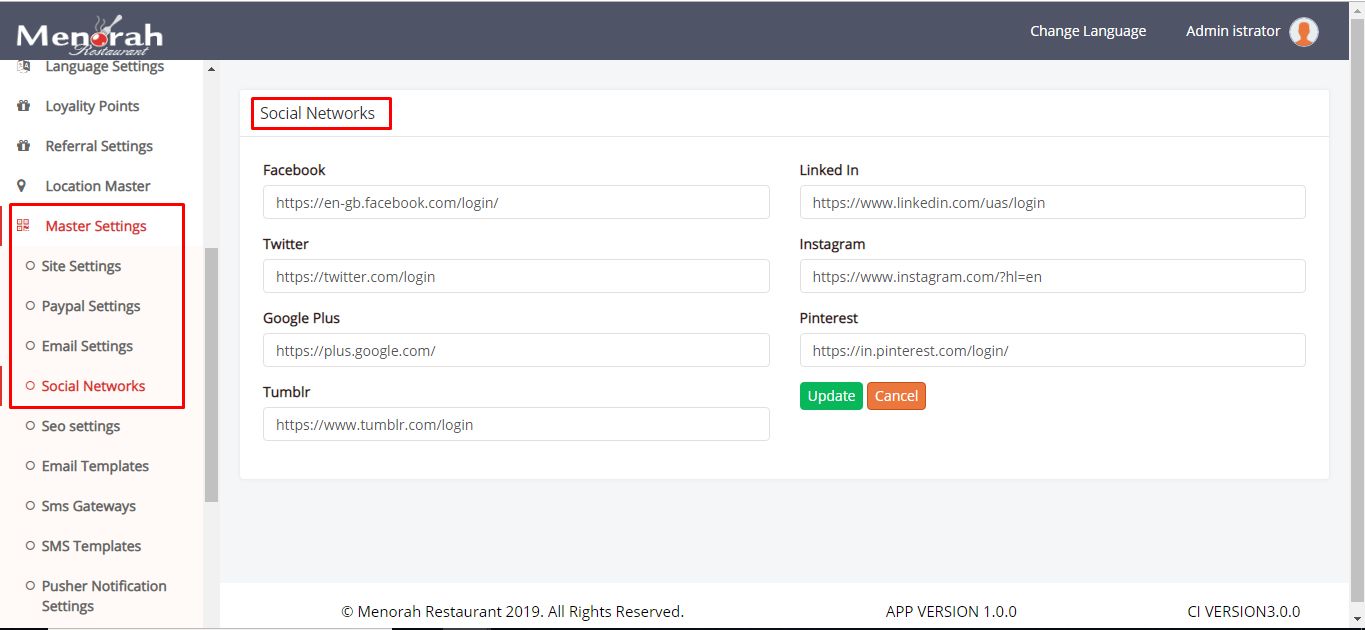 Menorah
Restaurant
Change Language
Admin istrator
Language Settings
Loyality Points
Referral Settings
Location Master
Master Settings
Site Settings
Paypal Settings
Email Settings
Social Networks
Seo settings
Email Templates
Sms Gateways
SMS Templates
Pusher Notification
Settings
Social Networks
Facebook
https://en-gb.facebook.com/login/
Linked In
https://www.linkedin.com/uas/login
Twitter
https://twitter.com/login
Instagram
https://www.instagram.com/?hl=en
Google Plus
https://plus.google.com/
Pinterest
https://in.pinterest.com/login/
Tumblr
https://www.tumblr.com/login
Update
Cancel
© Menorah Restaurant 2019. All Rights Reserved.
APP VERSION 1.0.0
CI VERSION3.0.0